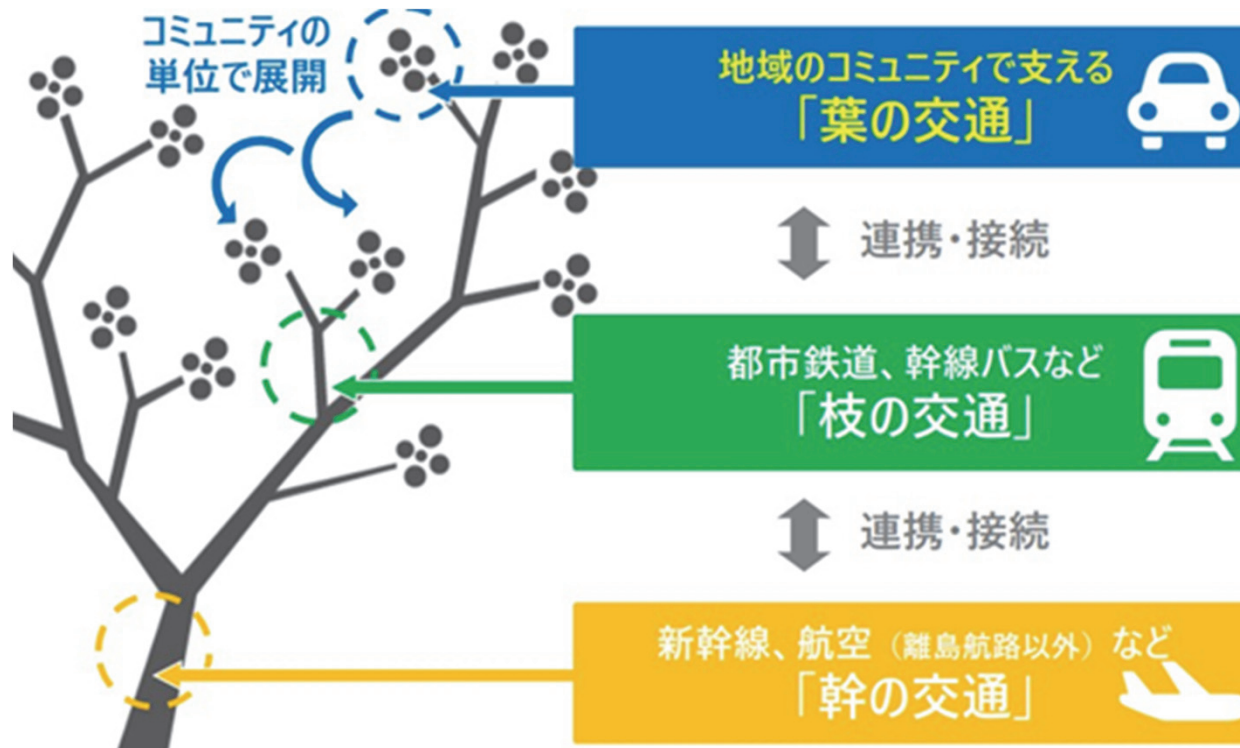 コミュニティの
単位で展開
地域のコミュニティで支える
「葉の交通」
連携・接続
都市鉄道、幹線バスなど
「枝の交通」
連携・接続
新幹線、航空（離島航路以外）など
「幹の交通」